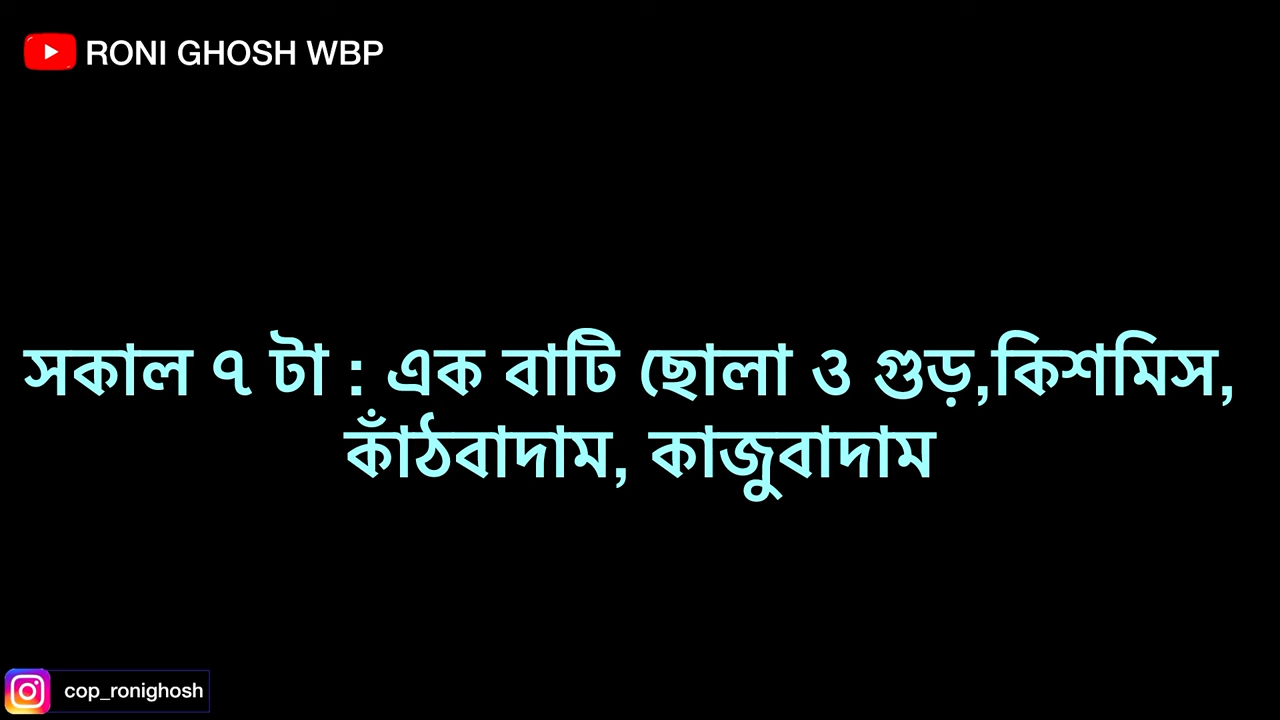 RONI GHOSH WBP
সকাল ৭ টা : এক বাটি ছোলা ও গুড়,কিশমিস,
কাঁঠবাদাম, কাজুবাদাম
cop_ronighosh